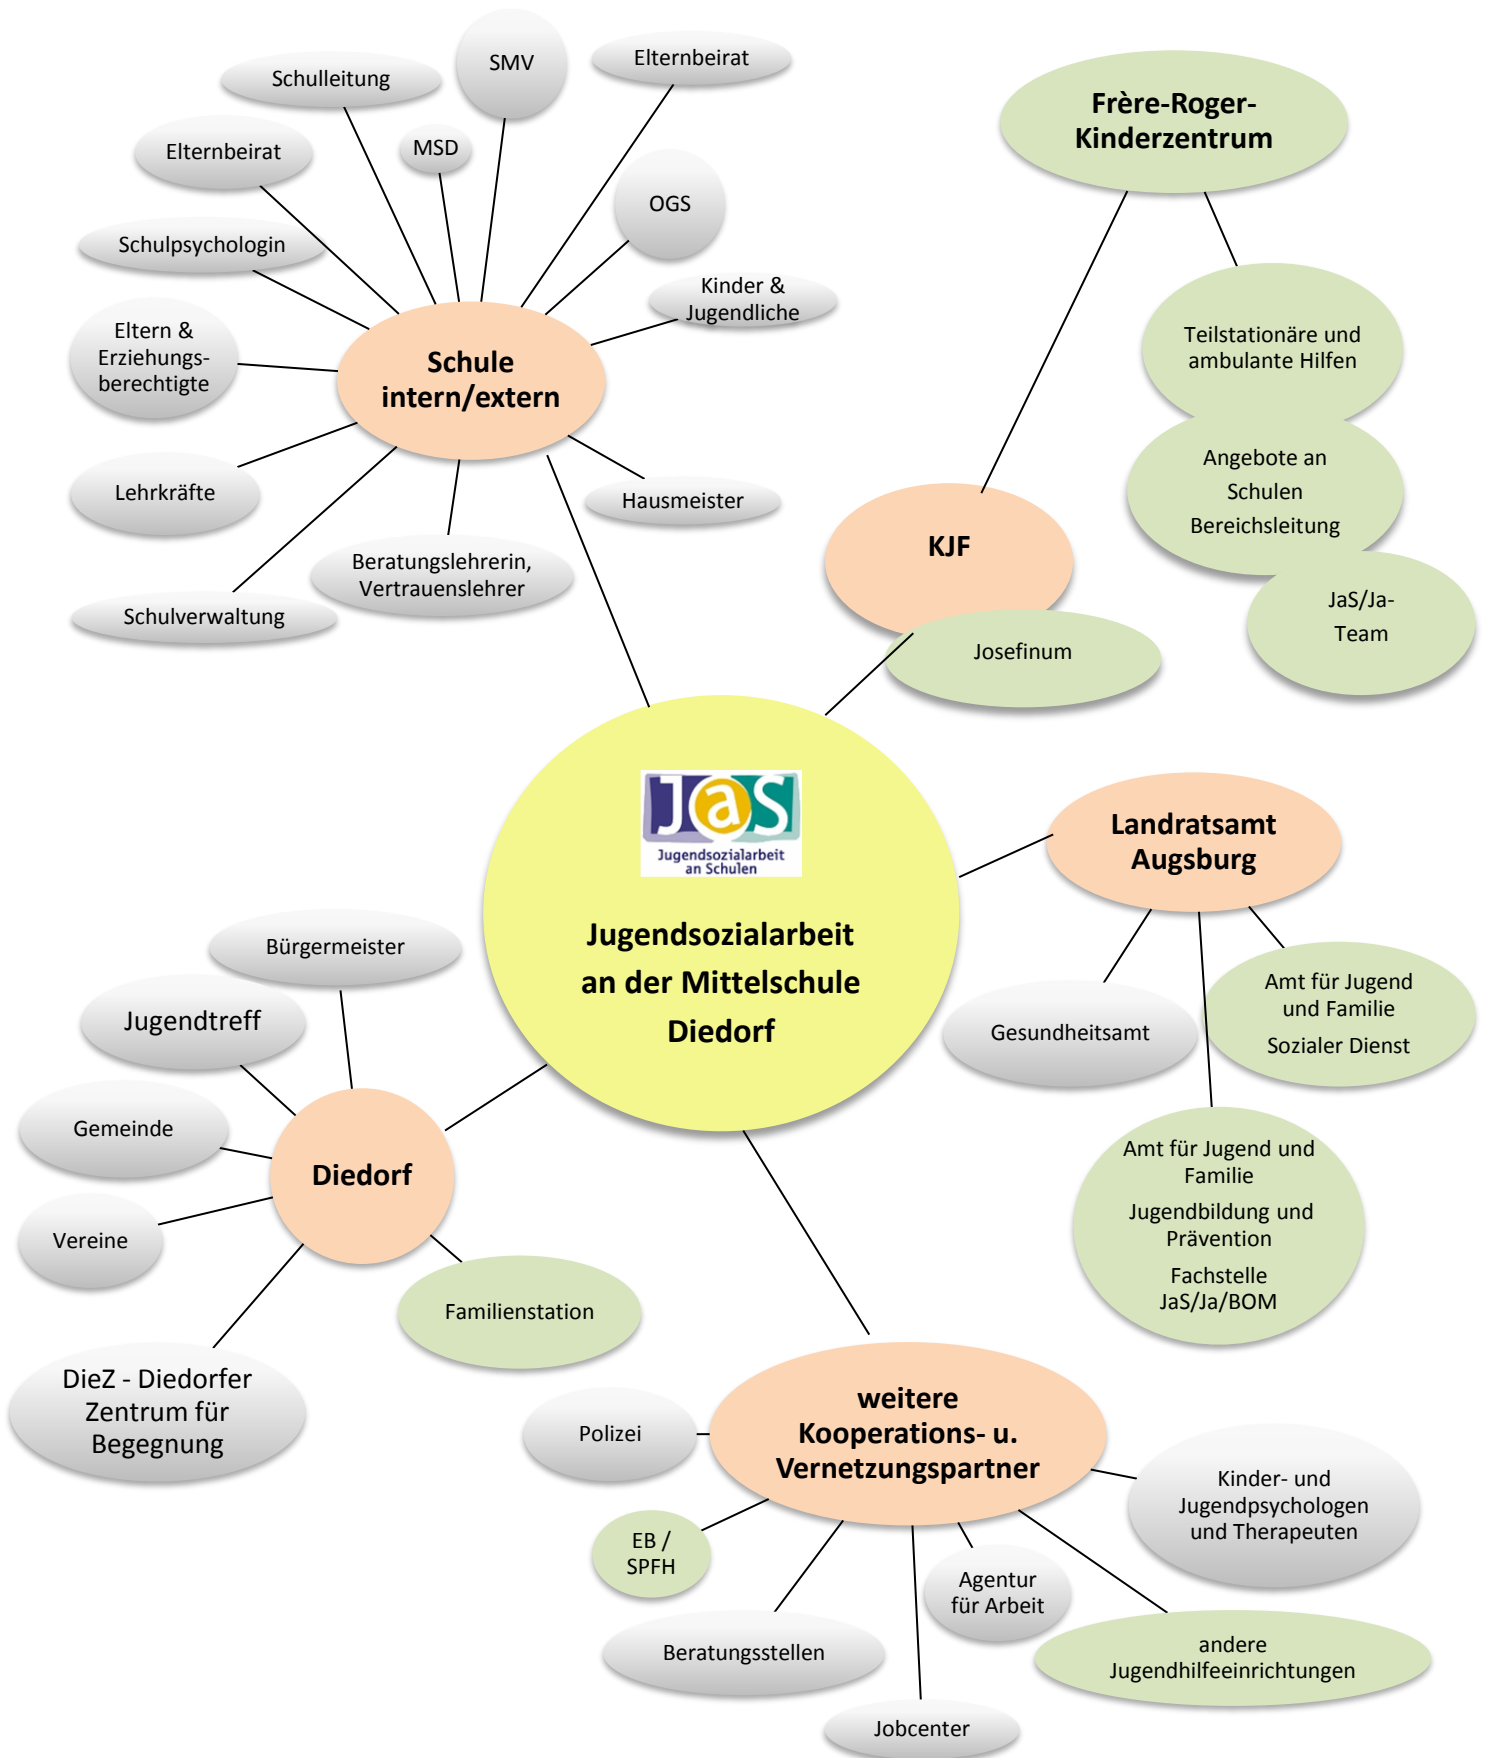 SMV
Elternbeirat
Schulleitung
Frère-Roger-
Kinderzentrum
MSD
Elternbeirat
OGS
Schulpsychologin
Kinder &
Jugendliche
Eltern &
Erziehungs-
berechtigte
Schule
intern/extern
Teilstationäre und
ambulante Hilfen
Angebote an
Schulen
Bereichsleitung
Lehrkräfte
Hausmeister
KJF
Beratungslehrerin,
Vertrauenslehrer
Schulverwaltung
JaS/Ja-
Team
Josefinum
JaS
Jugendsozialarbeit
an Schulen
Jugendsozialarbeit
an der Mittelschule
Diedorf
Landratsamt
Augsburg
Bürgermeister
Jugendtreff
Gemeinde
Diedorf
Vereine
Familienstation
DieZ - Diedorfer
Zentrum für
Begegnung
Gesundheitsamt
Amt für Jugend
und Familie
Sozialer Dienst
Amt für Jugend und
Familie
Jugendbildung und
Prävention
Fachstelle
JaS/Ja/BOM
weitere
Kooperations- u.
Vernetzungspartner
Polizei
EB /
SPFH
Beratungsstellen
Jobcenter
Agentur
für Arbeit
Kinder- und
Jugendpsychologen
und Therapeuten
andere
Jugendhilfeeinrichtungen